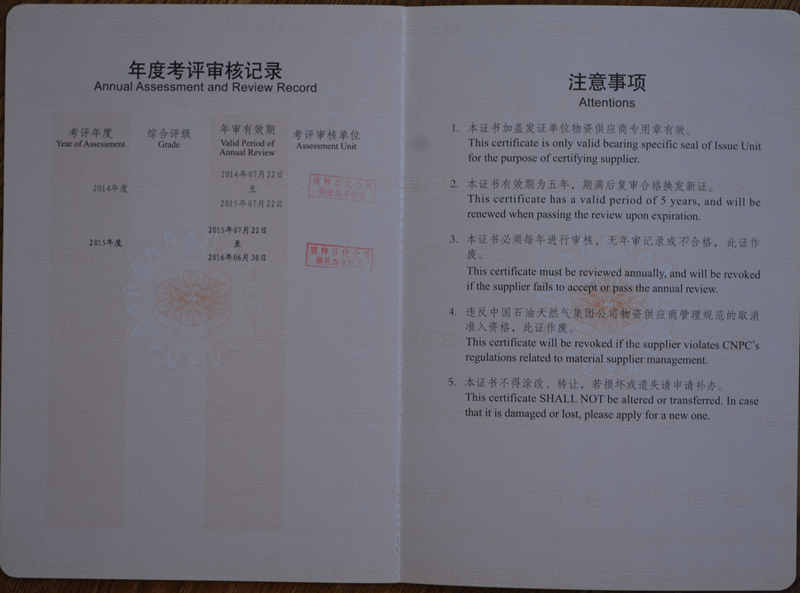 年度考评审核记录
Annual Assessment and Review Record
考评年度
Year of Assessment
综合评级
Grade
年审有效期
Valid Period of
Annual Review
考评审核单位
Assessment Unit
2014年度
2014年07月22日
至
2015年07月22日
2015年度
2015年07月22日
至
2016年06月30日
注意事项
Attentions
1. 本证书加盖发证单位物资供应商专用章有效。
This certificate is only valid bearing specific seal of Issue Unit
for the purpose of certifying supplier.
2. 本证书有效期为五年，期满后复审合格换发新证。
This certificate has a valid period of 5 years, and will be
renewed when passing the review upon expiration.
3. 本证书必须每年进行审核，无年审记录或不合格，此证作
废。
This certificate must be reviewed annually, and will be revoked
if the supplier fails to accept or pass the annual review.
4. 违反中国石油天然气集团公司物资供应商管理规范的取消
准入资格，此证作废。
This certificate will be revoked if the supplier violates CNPC's
regulations related to material supplier management.
5. 本证书不得涂改、转让，若损坏或遗失请申请补办。
This certificate SHALL NOT be altered or transferred. In case
that it is damaged or lost, please apply for a new one.